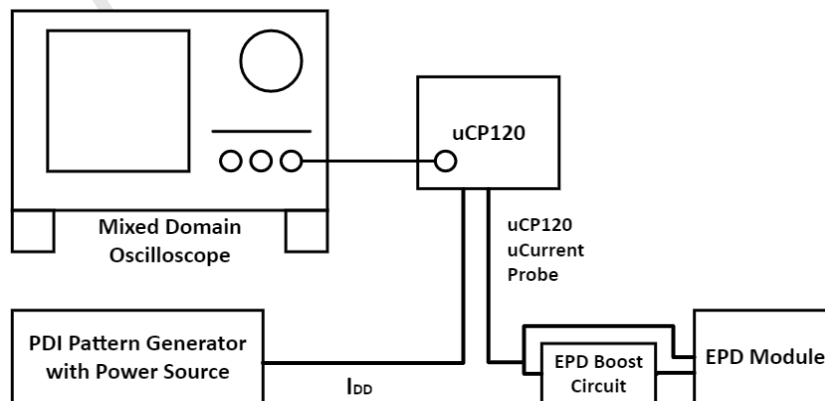 uCP120
Mixed Domain
Oscilloscope
uCP120
uCurrent
Probe
PDI Pattern Generator
with Power Source
IDD
EPD Boost
Circuit
EPD Module